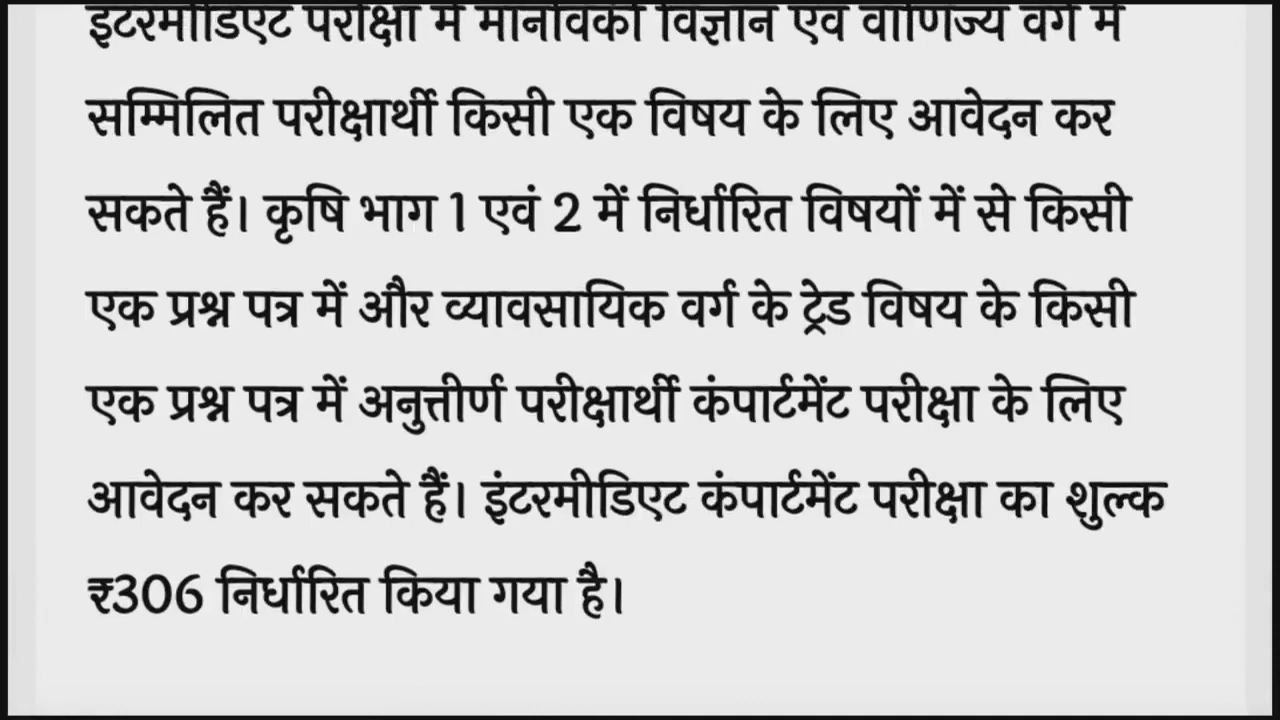 इंटरमीडिएट परीक्षा में मानविकी विज्ञान एवं वाणिज्य वर्ग में
सम्मिलित परीक्षार्थी किसी एक विषय के लिए आवेदन कर
सकते हैं। कृषि भाग 1 एवं 2 में निर्धारित विषयों में से किसी
एक प्रश्न पत्र में और व्यावसायिक वर्ग के ट्रेड विषय के किसी
एक प्रश्न पत्र में अनुत्तीर्ण परीक्षार्थी कंपार्टमेंट परीक्षा के लिए
आवेदन कर सकते हैं। इंटरमीडिएट कंपार्टमेंट परीक्षा का शुल्क
₹306 निर्धारित किया गया है।